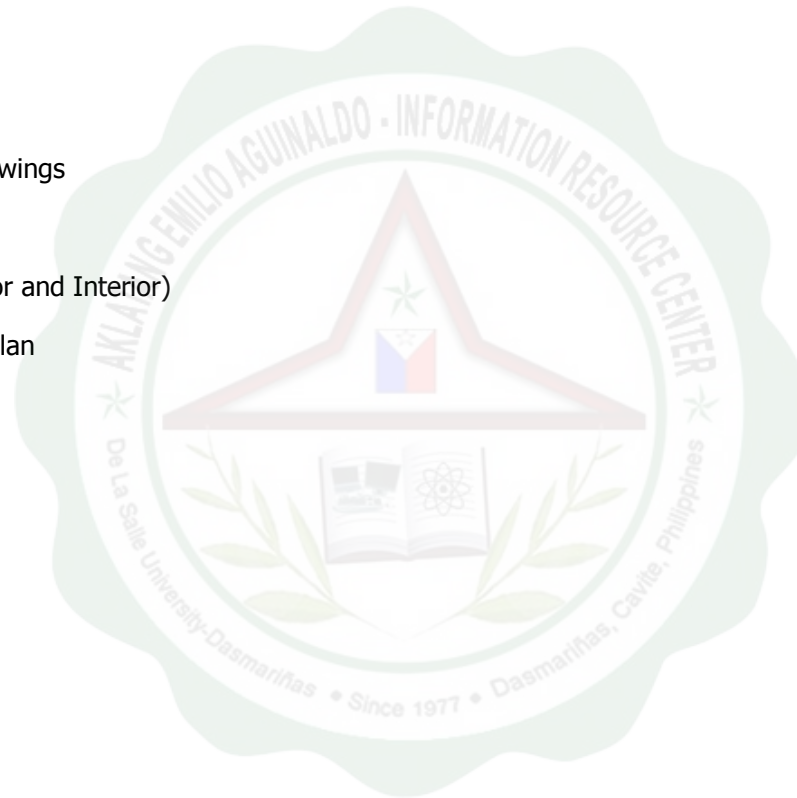 wings
or and Interior)
lan
AKLATANG EMILIO AGUINALDO - INFORMATION RESOURCE CENTER
De La Salle University-Dasmariñas • Since 1977 • Dasmariñas, Cavite, Philippines